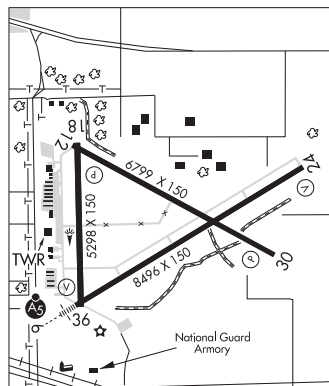 18
12
P
6799 X 150
24
V
5298 X 150
TWR
8496 X 150
P
30
V
A5
6
36
National Guard
Armory